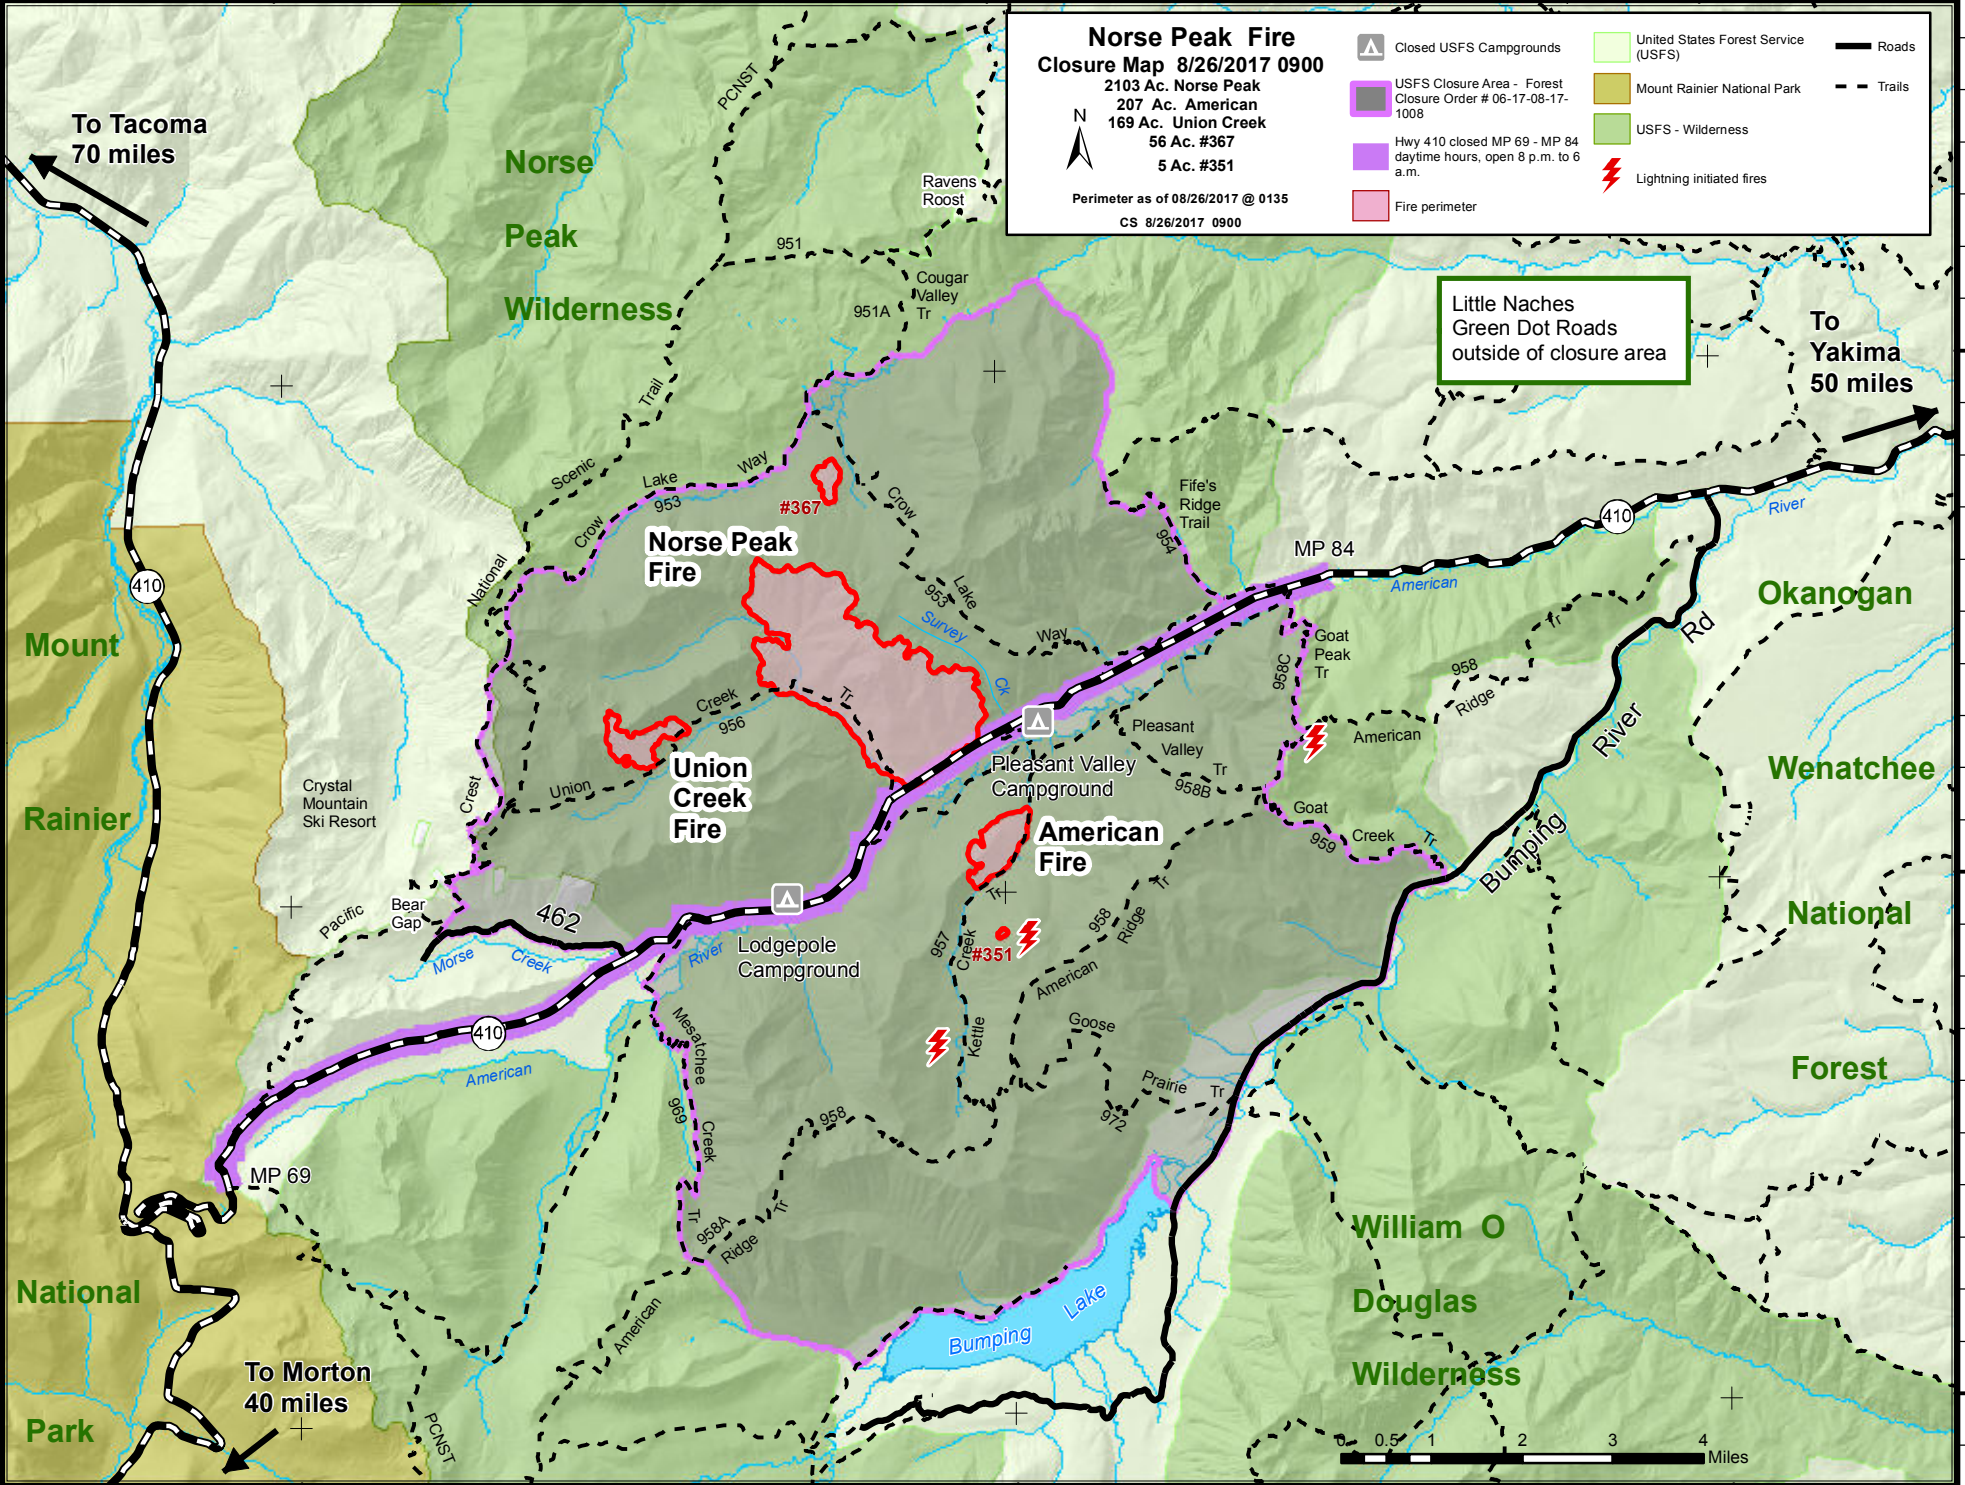 Norse Peak  Fire
Closure Map  8/26/2017 0900
2103 Ac. Norse Peak
207  Ac.  American
169 Ac.  Union Creek
56 Ac. #367
5 Ac. #351
N
Perimeter as of 08/26/2017 @ 0135
CS  8/26/2017  0900
Closed USFS Campgrounds
USFS Closure Area -  Forest
Closure Order # 06-17-08-17-
1008
Hwy 410 closed MP 69 - MP 84
daytime hours, open 8 p.m. to 6
a.m.
Fire perimeter
United States Forest Service
(USFS)
Mount Rainier National Park
USFS - Wilderness
Lightning initiated fires
Roads
Trails
To Tacoma
70 miles
Norse
Peak
Wilderness
PCNST
Ravens
Roost
951
951A
Cougar
Valley
Tr
Little Naches
Green Dot Roads
outside of closure area
To
Yakima
50 miles
Scenic
Trail
National
Crow
Lake
Way
953
#367
Crow
Lake
953
Way
Norse Peak
Fire
Fife's
Ridge
Trail
954
MP 84
410
River
American
410
Okanogan
Wenatchee
National
Forest
Survey
Ck
Goat
Peak
Tr
958C
958
Tr
Ridge
American
Rd
River
Bumping
Mount
Rainier
National
Park
Creek
956
Tr
Union
Union
Creek
Fire
Pleasant
Valley
Tr
958B
Pleasant Valley
Campground
American
Fire
Goat
Creek
Tr
959
Crystal
Mountain
Ski Resort
Crest
Pacific
Bear
Gap
462
Morse
Creek
River
Lodgepole
Campground
Tr
957
Creek
Kettle
#351
958
Tr
Ridge
American
410
American
Mesatchee
Creek
Tr
969
Goose
Prairie
Tr
972
958
958A
Tr
Ridge
American
MP 69
Bumping
Lake
William  O
Douglas
Wilderness
To Morton
40 miles
PCNST
0
0.5
1
2
3
4
Miles